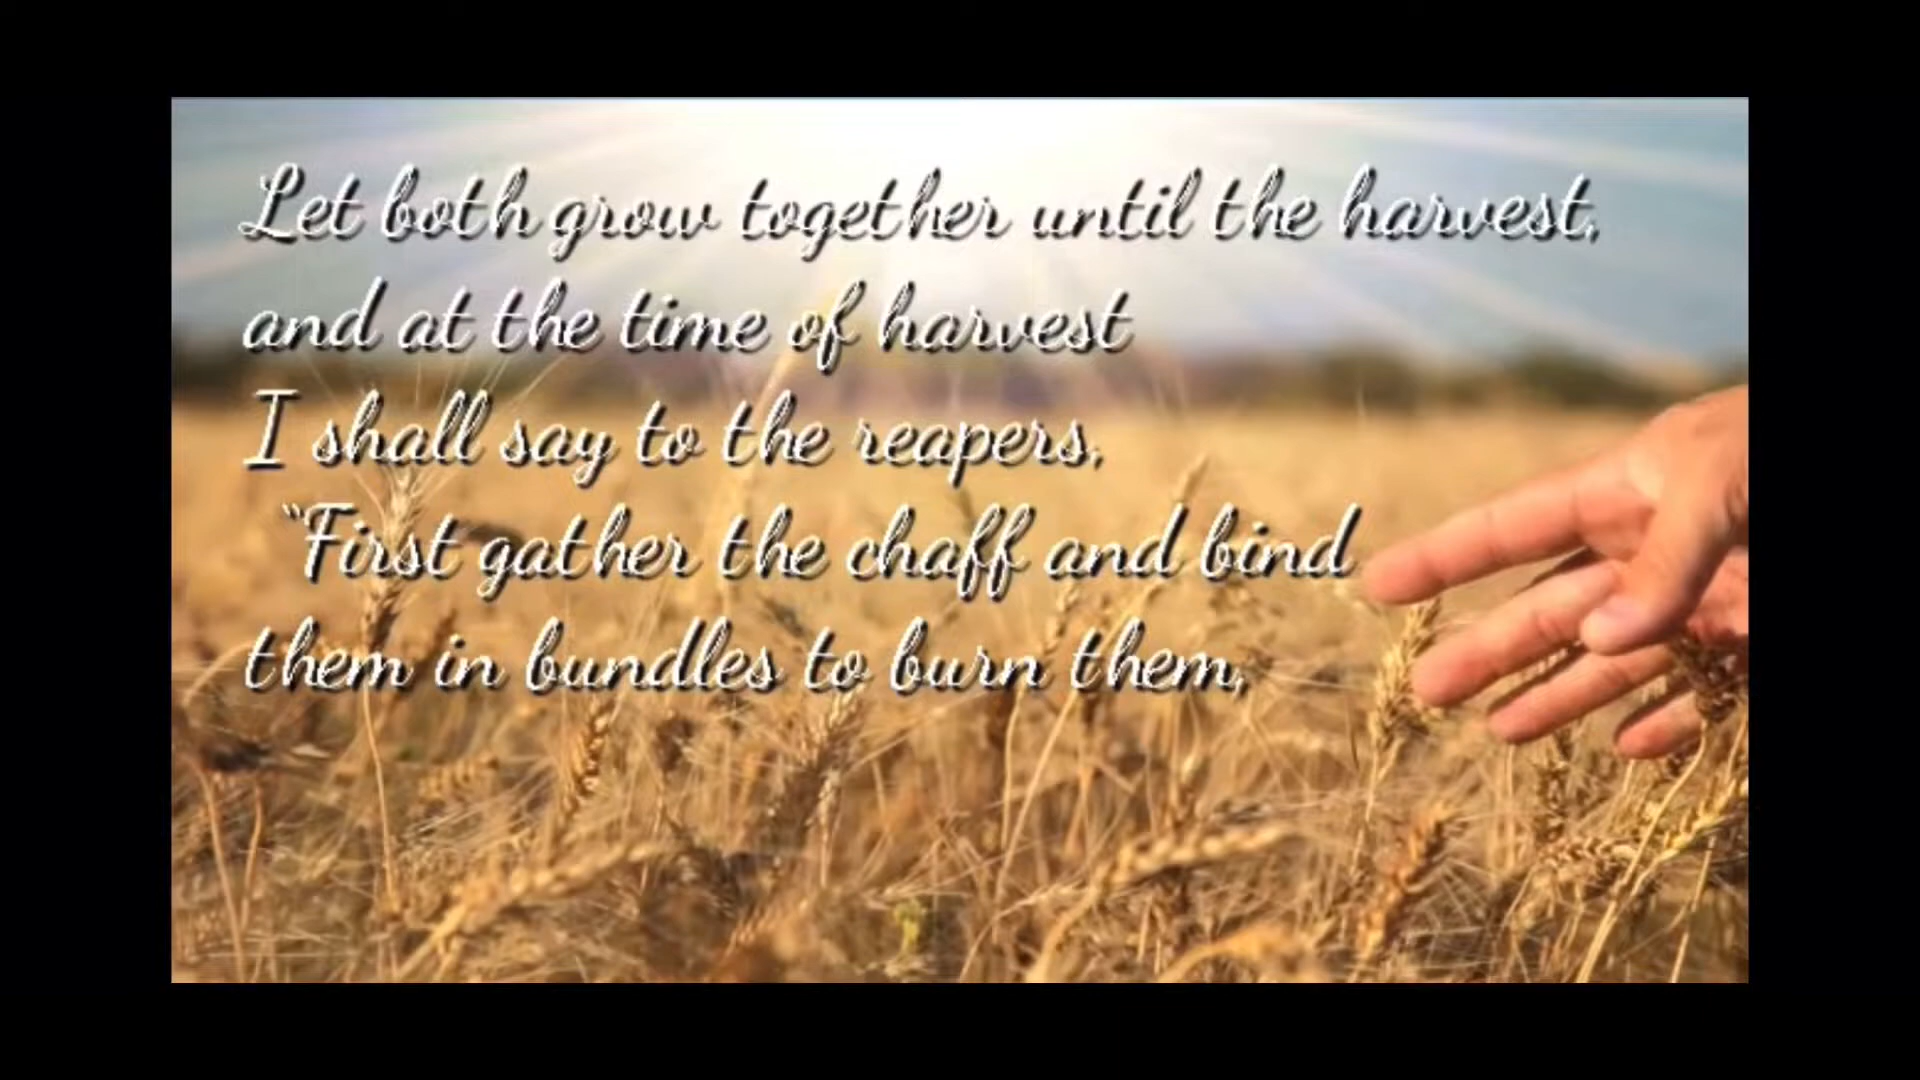 Let both grow together until the harvest,
and at the time of harvest
I shall say to the reapers,
“First gather the chaff and bind
them in bundles to burn them,